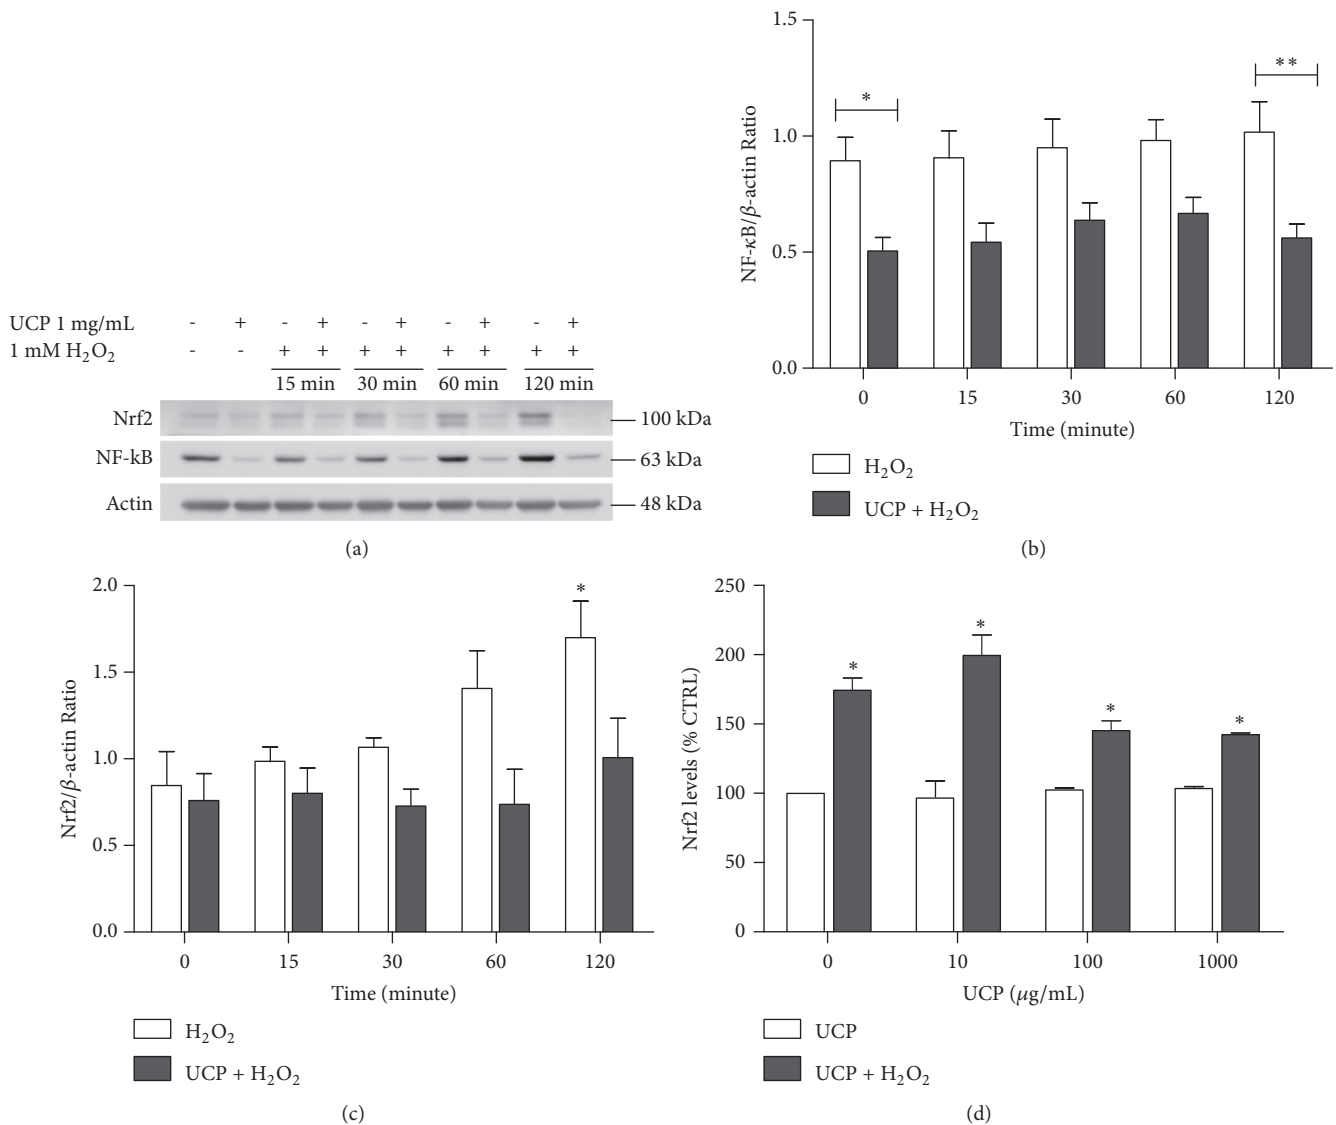 UCP 1 mg/mL - + - + - + - + - +
1 mM H₂O₂ - - + + + + + + + +
15 min 30 min 60 min 120 min
Nrf2 100 kDa
NF-kB 63 kDa
Actin 48 kDa
(a)
1.5
1.0
0.5
0.0
NF-κB/β-actin Ratio
*
**
0 15 30 60 120
Time (minute)
H₂O₂
UCP + H₂O₂
(b)
2.0
1.5
1.0
0.5
0.0
Nrf2/β-actin Ratio
*
0 15 30 60 120
Time (minute)
H₂O₂
UCP + H₂O₂
(c)
250
200
150
100
50
0
Nrf2 levels (% CTRL)
* * * *
0 10 100 1000
UCP (μg/mL)
UCP
UCP + H₂O₂
(d)